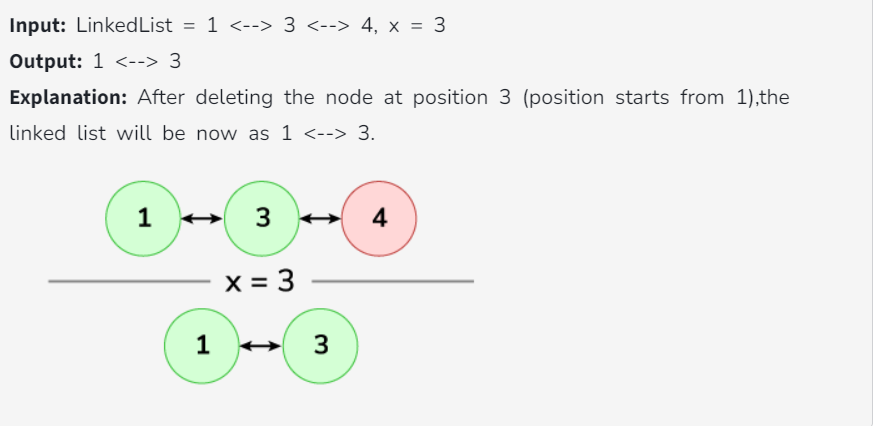 Input: LinkedList = 1 <--> 3 <--> 4, x = 3
Output: 1 <--> 3
Explanation: After deleting the node at position 3 (position starts from 1),the
linked list will be now as 1 <--> 3.
1 3 4
x = 3
1 3